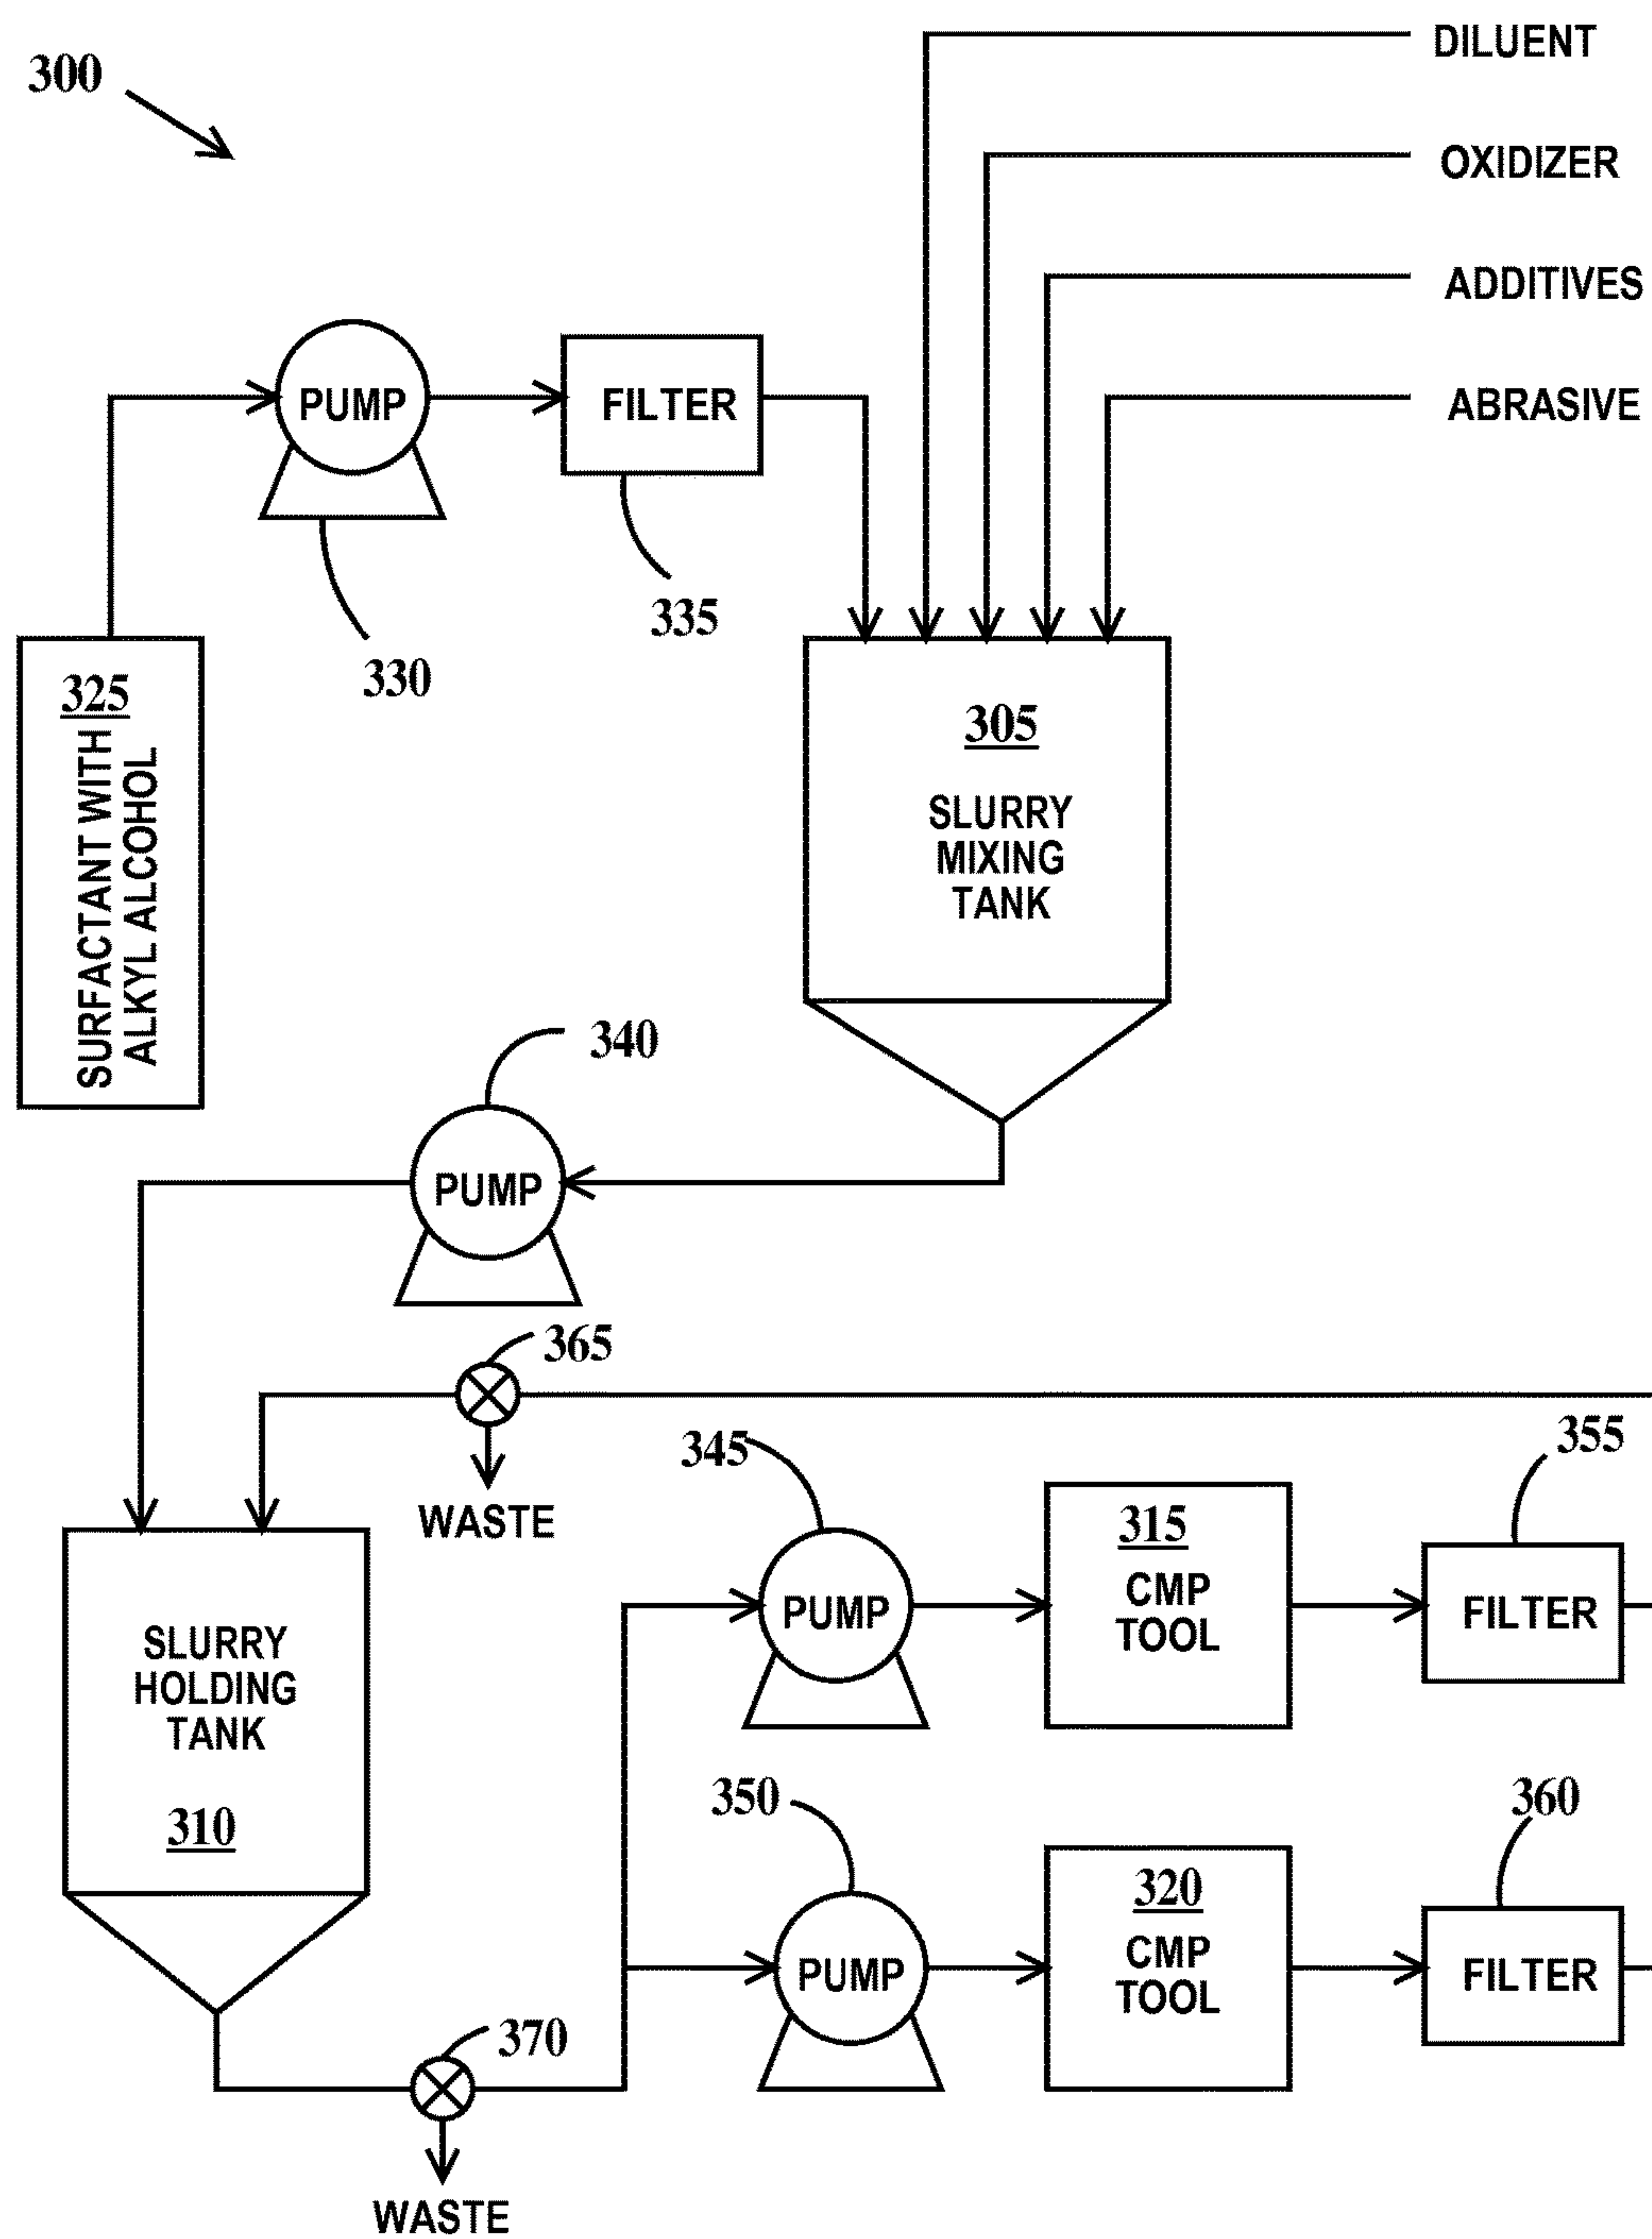 300
DILUENT
OXIDIZER
ADDITIVES
ABRASIVE
PUMP
FILTER
335
330
325
SURFACTANT WITH
ALKYL ALCOHOL
305
SLURRY
MIXING
TANK
340
PUMP
365
WASTE
345
355
PUMP
315
CMP
TOOL
FILTER
SLURRY
HOLDING
TANK
310
350
360
PUMP
320
CMP
TOOL
FILTER
370
WASTE